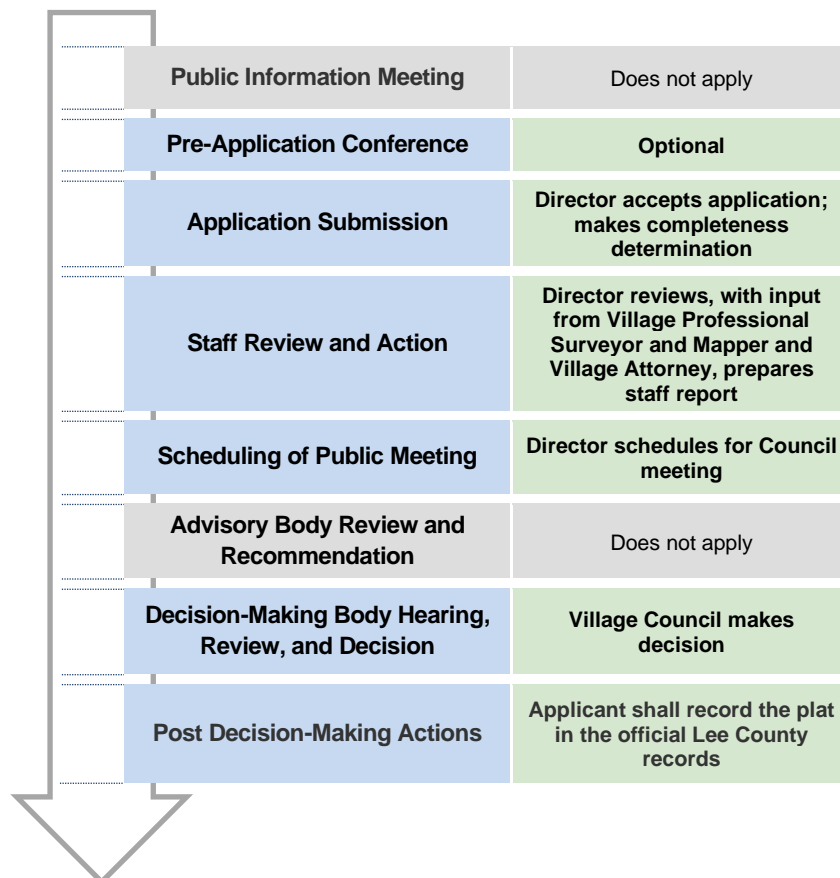 Public Information Meeting
Does not apply
Pre-Application Conference
Optional
Application Submission
Director accepts application;
makes completeness
determination
Staff Review and Action
Director reviews, with input
from Village Professional
Surveyor and Mapper and
Village Attorney, prepares
staff report
Scheduling of Public Meeting
Director schedules for Council
meeting
Advisory Body Review and
Recommendation
Does not apply
Decision-Making Body Hearing,
Review, and Decision
Village Council makes
decision
Post Decision-Making Actions
Applicant shall record the plat
in the official Lee County
records